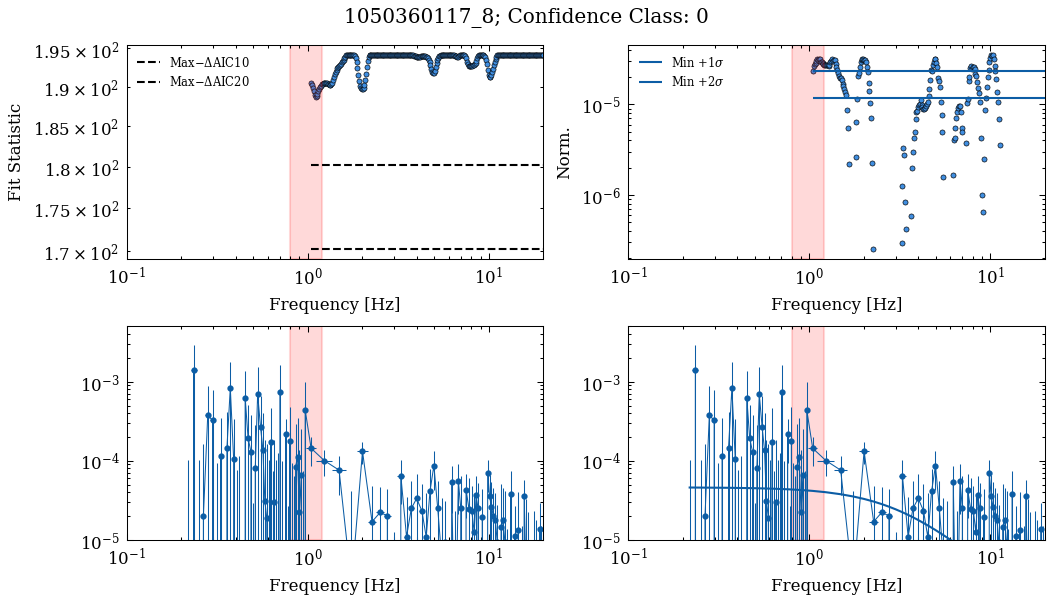 1050360117_8; Confidence Class: 0
Fit Statistic
1.95 × 10²
1.9 × 10²
1.85 × 10²
1.8 × 10²
1.75 × 10²
1.7 × 10²
Max−ΔAIC10
Max−ΔAIC20
10⁻¹ 10⁰ 10¹
Frequency [Hz]
Norm.
10⁻⁵
10⁻⁶
Min +1σ
Min +2σ
10⁻¹ 10⁰ 10¹
Frequency [Hz]
10⁻³
10⁻⁴
10⁻⁵
10⁻¹ 10⁰ 10¹
Frequency [Hz]
10⁻³
10⁻⁴
10⁻⁵
10⁻¹ 10⁰ 10¹
Frequency [Hz]